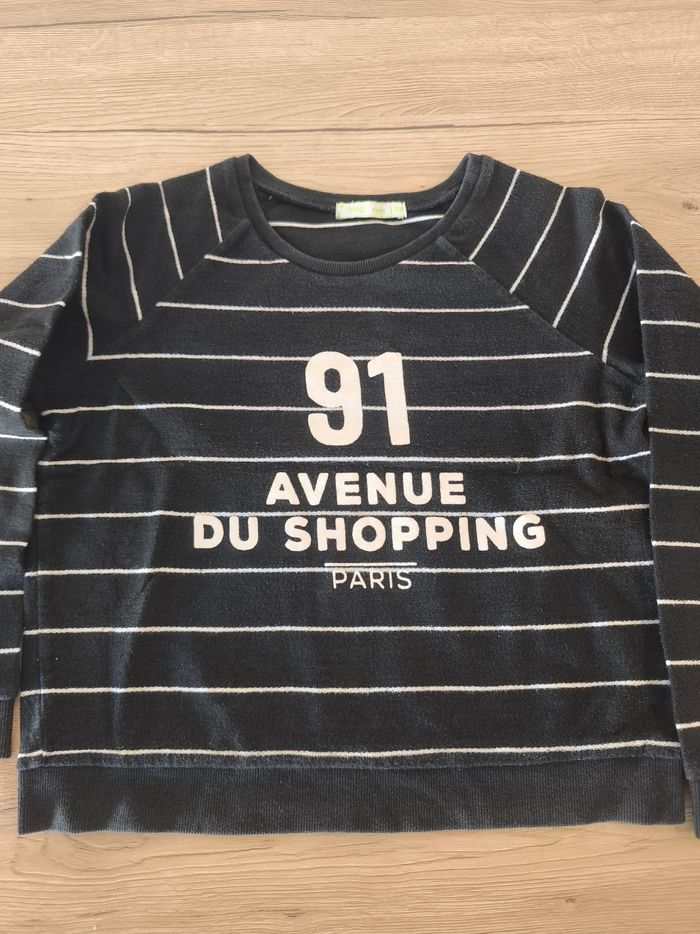 91
AVENUE
DU SHOPPING
PARIS